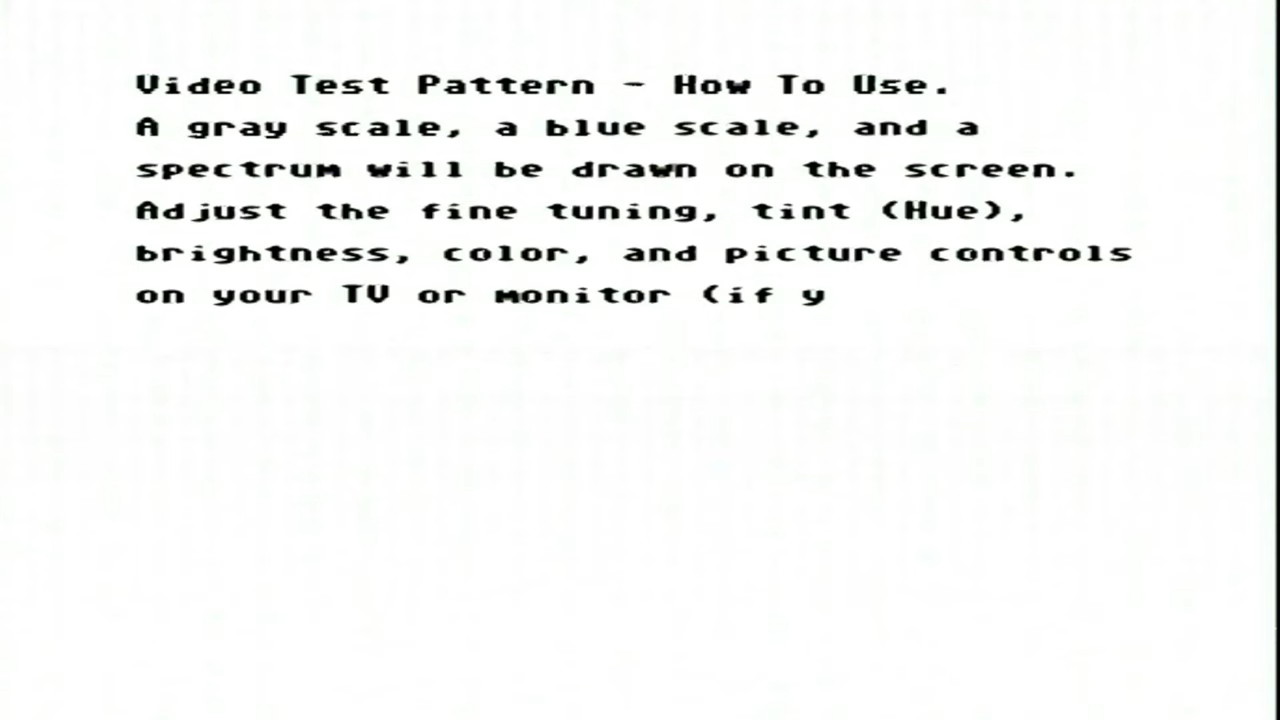 Video Test Pattern - How To Use.
A gray scale, a blue scale, and a
spectrum will be drawn on the screen.
Adjust the fine tuning, tint (Hue),
brightness, color, and picture controls
on your TV or monitor (if y